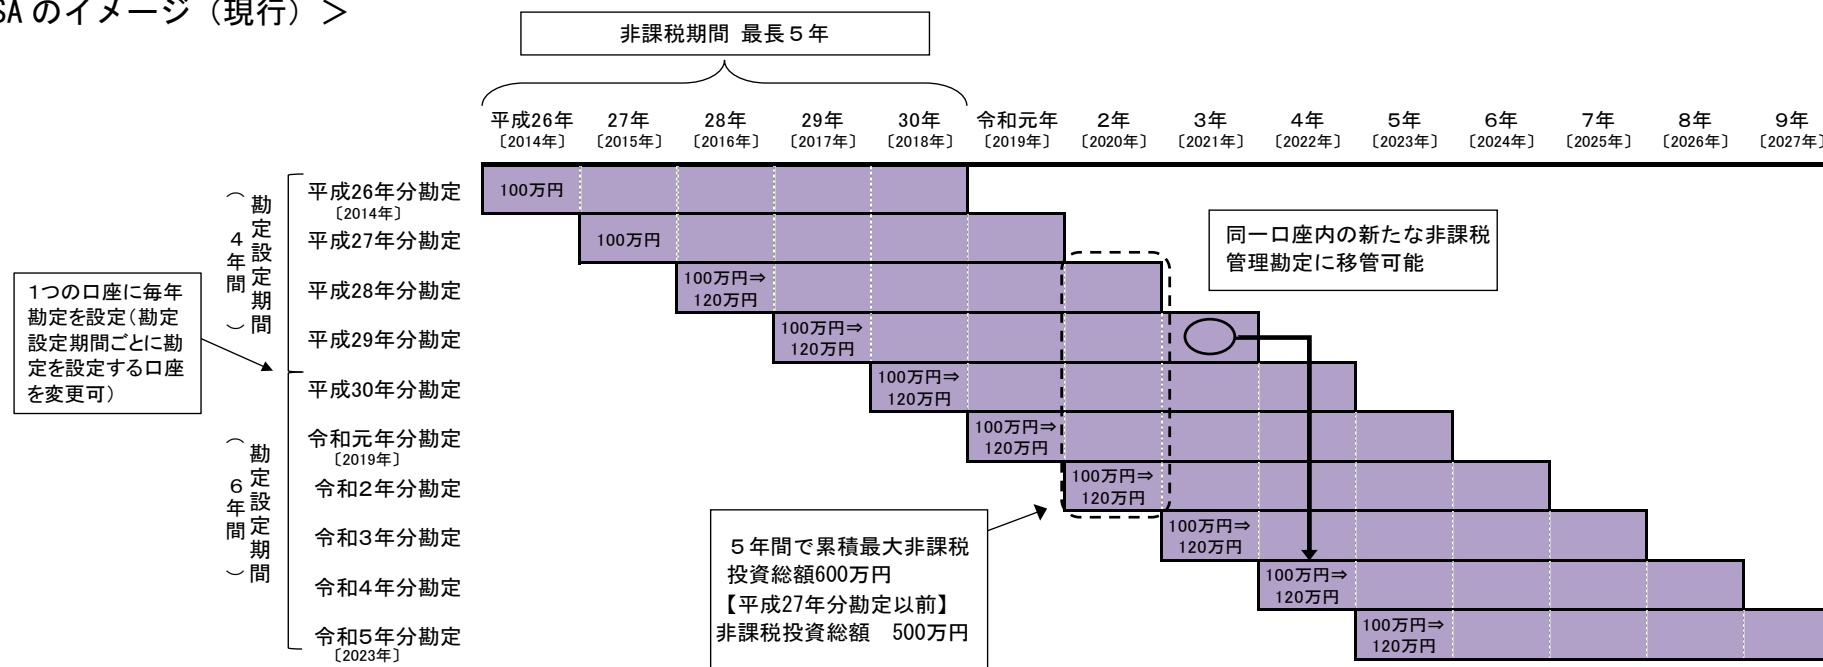 SAのイメージ（現行）＞
非課税期間 最長５年
平成26年 27年 28年 29年 30年 令和元年 ２年 ３年 ４年 ５年 ６年 ７年 ８年 ９年
〔2014年〕 〔2015年〕 〔2016年〕 〔2017年〕 〔2018年〕 〔2019年〕 〔2020年〕 〔2021年〕 〔2022年〕 〔2023年〕 〔2024年〕 〔2025年〕 〔2026年〕 〔2027年〕
勘定設定期間
（４年間）
勘定設定期間
（６年間）
1つの口座に毎年
勘定を設定（勘定
設定期間ごとに勘
定を設定する口座
を変更可）
平成26年分勘定
〔2014年〕
100万円
平成27年分勘定
100万円
平成28年分勘定
100万円⇒
120万円
平成29年分勘定
100万円⇒
120万円
平成30年分勘定
100万円⇒
120万円
令和元年分勘定
〔2019年〕
100万円⇒
120万円
令和２年分勘定
100万円⇒
120万円
令和３年分勘定
100万円⇒
120万円
令和４年分勘定
100万円⇒
120万円
令和５年分勘定
〔2023年〕
100万円⇒
120万円
同一口座内の新たな非課税
管理勘定に移管可能
５年間で累積最大非課税
投資総額600万円
【平成27年分勘定以前】
非課税投資総額　500万円